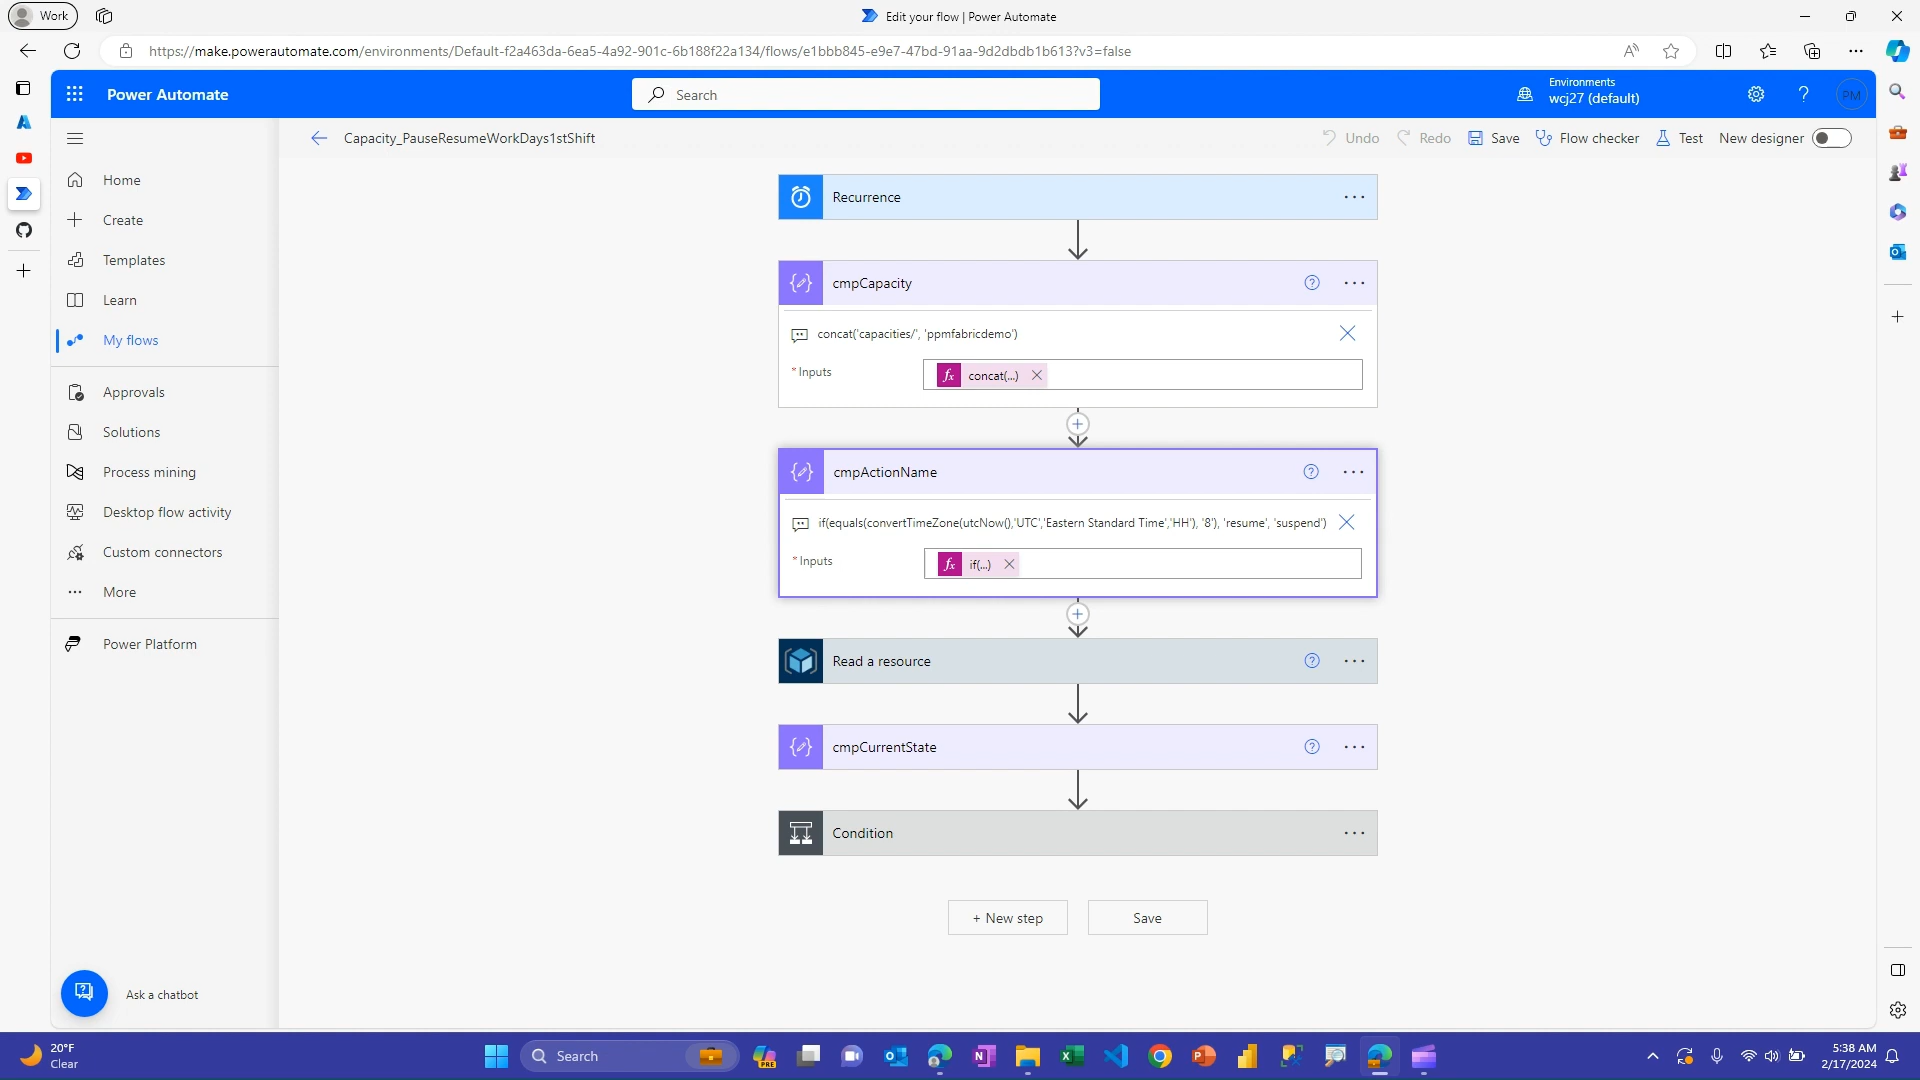 Work
Edit your flow | Power Automate
https://make.powerautomate.com/environments/Default-f2a463da-6ea5-4a92-901c-6b188f22a134/flows/e1bbb845-e9e7-47bd-91aa-9d2dbdb1b613?v3=false
Power Automate
Search
Environments
wcj27 (default)
PM
Capacity_PauseResumeWorkDays1stShift
Undo
Redo
Save
Flow checker
Test
New designer
Home
Create
Templates
Learn
My flows
Approvals
Solutions
Process mining
Desktop flow activity
Custom connectors
More
Power Platform
Ask a chatbot
Recurrence
cmpCapacity
concat('capacities/', 'ppmfabricdemo')
* Inputs
fx concat(...)
cmpActionName
if(equals(convertTimeZone(utcNow(),'UTC','Eastern Standard Time','HH'), '8'), 'resume', 'suspend')
* Inputs
fx if(...)
Read a resource
cmpCurrentState
Condition
+ New step
Save
20°F
Clear
Search
PRE
5:38 AM
2/17/2024